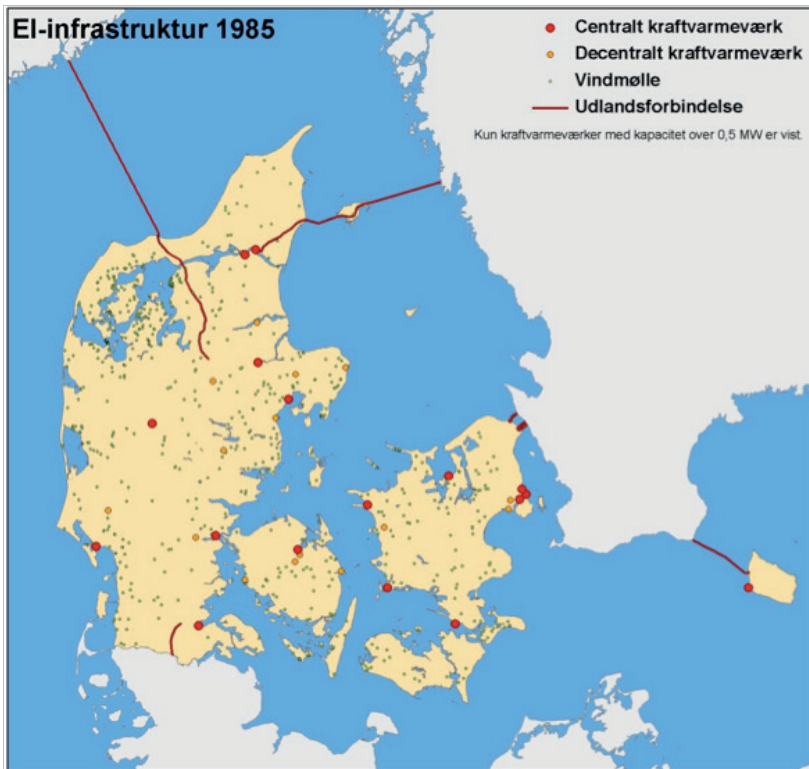 El-infrastruktur 1985
Centralt kraftvarmeværk
Decentralt kraftvarmeværk
Vindmølle
Udlandsforbindelse
Kun kraftvarmeværker med kapacitet over 0,5 MW er vist.